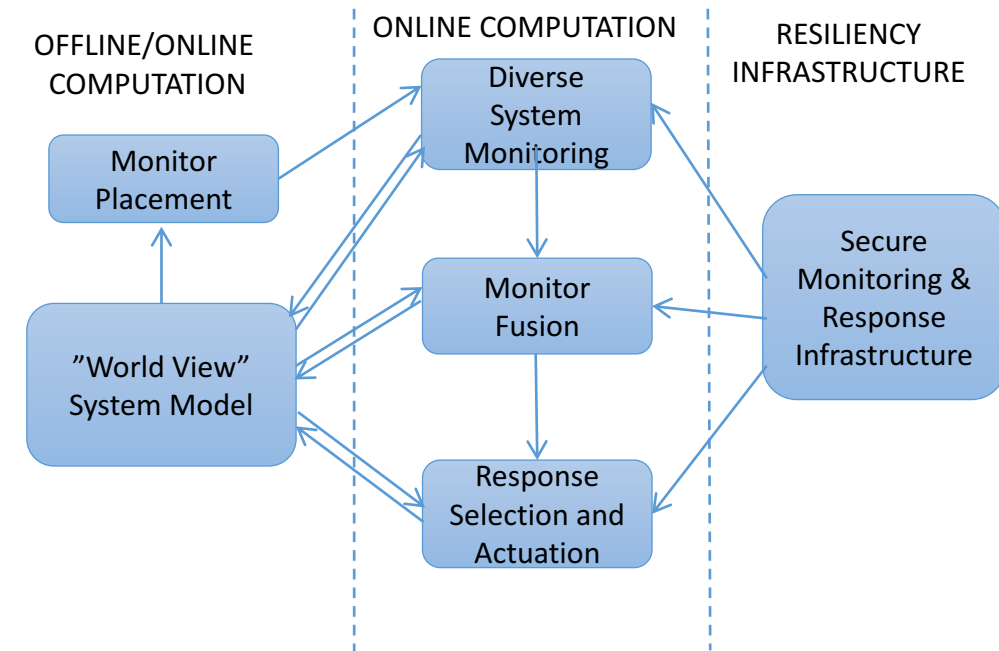 OFFLINE/ONLINE
COMPUTATION
ONLINE COMPUTATION
RESILIENCY
INFRASTRUCTURE
Monitor
Placement
”World View”
System Model
Diverse
System
Monitoring
Monitor
Fusion
Response
Selection and
Actuation
Secure
Monitoring &
Response
Infrastructure